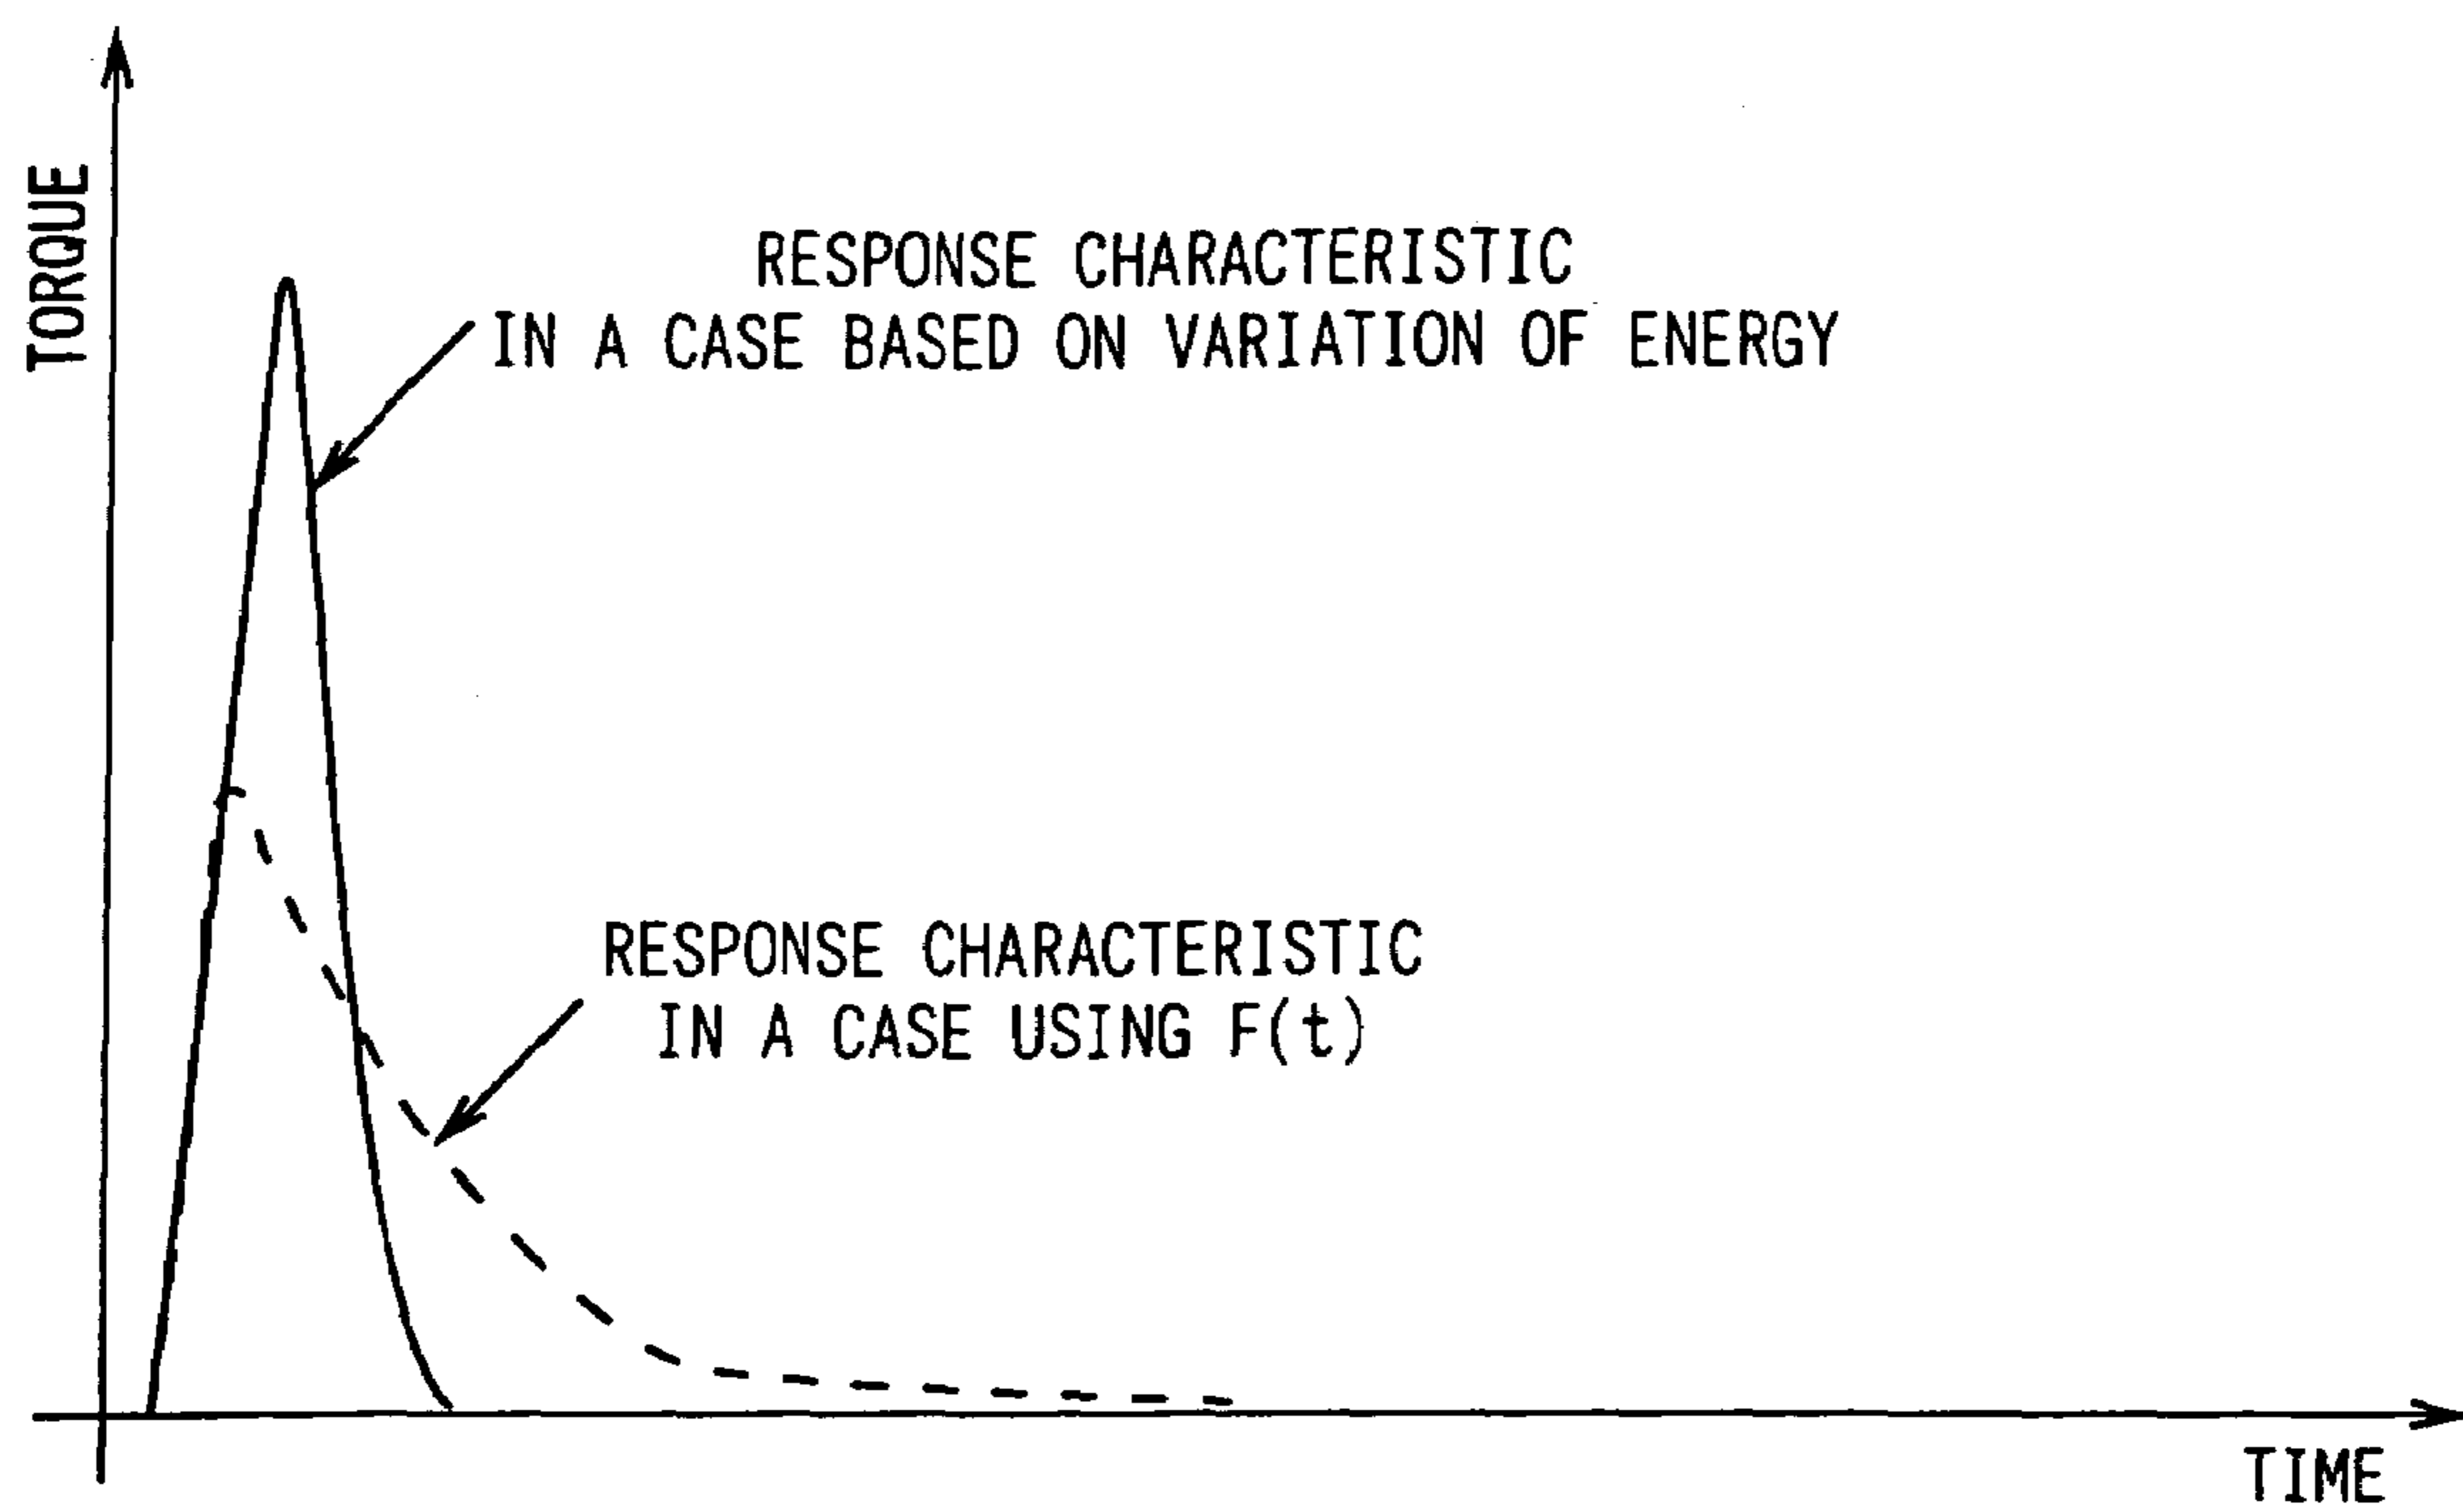 TORQUE
RESPONSE CHARACTERISTIC
IN A CASE BASED ON VARIATION OF ENERGY
RESPONSE CHARACTERISTIC
IN A CASE USING F(t)
TIME